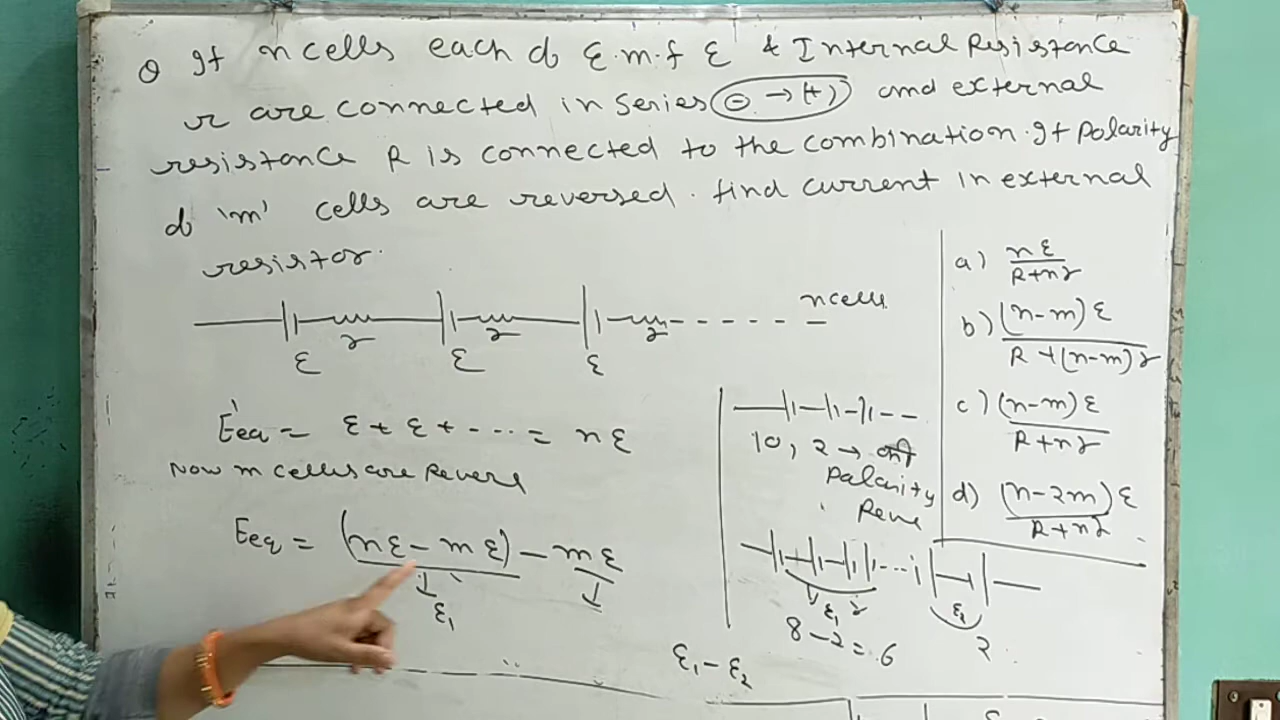 Q If n cells each of E.m.f ε & Internal Resistance
r are connected in series (- → (+)) and external
resistance R is connected to the combination. If Polarity
of 'm' cells are reversed. find current in external
resistor.
n cells
r r r
ε ε ε
E'eq = ε + ε + - - - .. = nε
Now m cells are Revers
Eeq = (nε - mε) - mε
ε₁
10, 2 →
Palarity
Reve
ε₁ r ε₂
8 - 2 = 6 2
ε₁ - ε₂
a) nε
R+nr
b) (n-m)ε
R+(n-m)r
c) (n-m)ε
R+nr
d) (n-2m)ε
R+nr